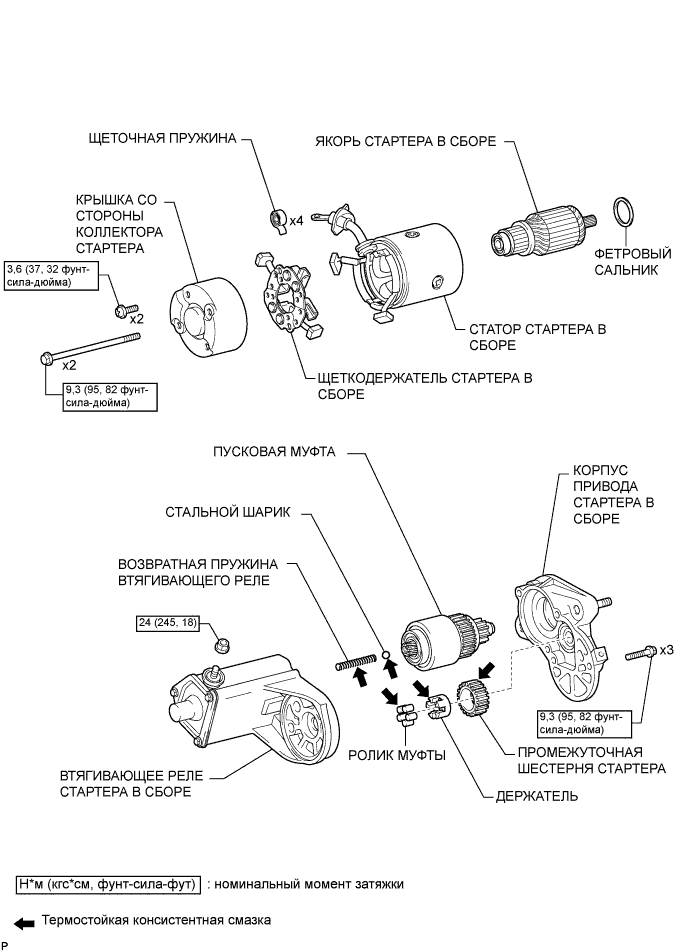 ЩЕТОЧНАЯ ПРУЖИНА
ЯКОРЬ СТАРТЕРА В СБОРЕ
КРЫШКА СО
СТОРОНЫ
КОЛЛЕКТОРА
СТАРТЕРА
x4
ФЕТРОВЫЙ
САЛЬНИК
3,6 (37, 32 фунт-
сила-дюйма)
x2
x2
СТАТОР СТАРТЕРА В
СБОРЕ
9,3 (95, 82 фунт-
сила-дюйма)
ЩЕТКОДЕРЖАТЕЛЬ СТАРТЕРА В
СБОРЕ
ПУСКОВАЯ МУФТА
КОРПУС
ПРИВОДА
СТАРТЕРА В
СБОРЕ
СТАЛЬНОЙ ШАРИК
ВОЗВРАТНАЯ ПРУЖИНА
ВТЯГИВАЮЩЕГО РЕЛЕ
24 (245, 18)
x3
9,3 (95, 82 фунт-
сила-дюйма)
РОЛИК МУФТЫ
ПРОМЕЖУТОЧНАЯ
ШЕСТЕРНЯ СТАРТЕРА
ВТЯГИВАЮЩЕЕ РЕЛЕ
СТАРТЕРА В СБОРЕ
ДЕРЖАТЕЛЬ
Н*м (кгс*см, фунт-сила-фут) : номинальный момент затяжки
Термостойкая консистентная смазка
P